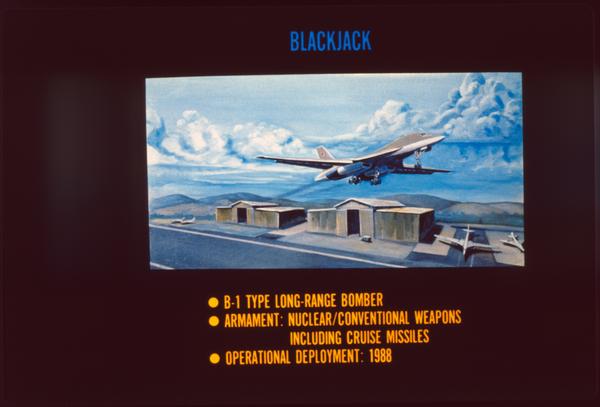 BLACKJACK
● B-1 TYPE LONG-RANGE BOMBER
● ARMAMENT: NUCLEAR/CONVENTIONAL WEAPONS
INCLUDING CRUISE MISSILES
● OPERATIONAL DEPLOYMENT: 1988